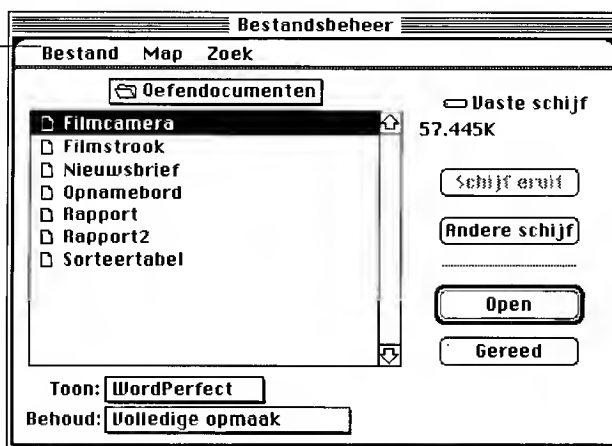 Bestandsbeheer
Bestand Map Zoek
Oefendocumenten
Vaste schijf
57.445K
Filmcamera
Filmstrook
Nieuwsbrief
Opnamebord
Rapport
Rapport2
Sorteertabel
Schijf eruit
Andere schijf
Open
Gereed
Toon: WordPerfect
Behoud: Volledige opmaak